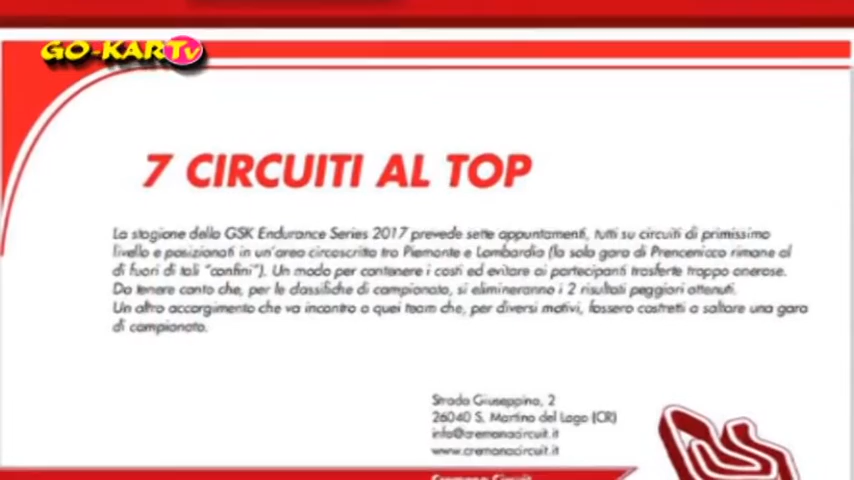 GO-KARTv
7 CIRCUITI AL TOP
La stagione della GSK Endurance Series 2017 prevede sette appuntamenti, tutti su circuiti di primissimo
livello e posizionati in un'area circoscritta tra Piemonte e Lombardia (la sola gara di Prencenicco rimane al
di fuori di tali "confini"). Un modo per contenere i costi ed evitare ai partecipanti trasferte troppo onerose.
Da tenere conto che, per le classifiche di campionato, si elimineranno i 2 risultati peggiori ottenuti.
Un altro accorgimento che va incontro a quei team che, per diversi motivi, fossero costretti a saltare una gara
di campionato.
Strada Giuseppina, 2
26040 S. Martino del Lago (CR)
info@cremonacircuit.it
www.cremonacircuit.it
Cremona Circuit